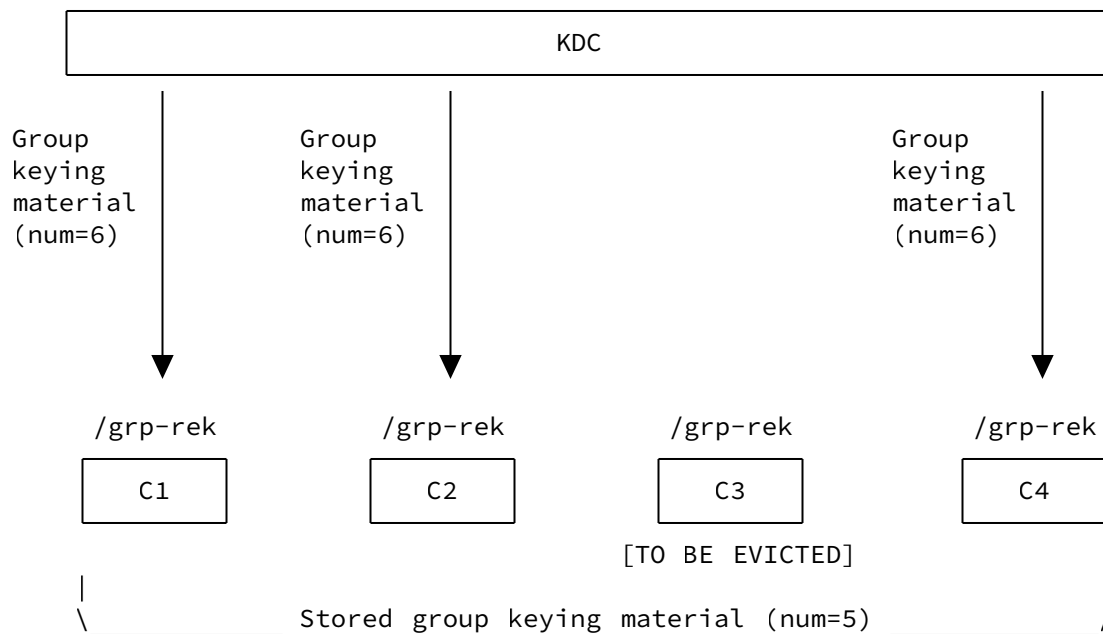 KDC
Group
keying
material
(num=6)
Group
keying
material
(num=6)
Group
keying
material
(num=6)
/grp-rek
/grp-rek
/grp-rek
/grp-rek
C1
C2
C3
C4
[TO BE EVICTED]
Stored group keying material (num=5)